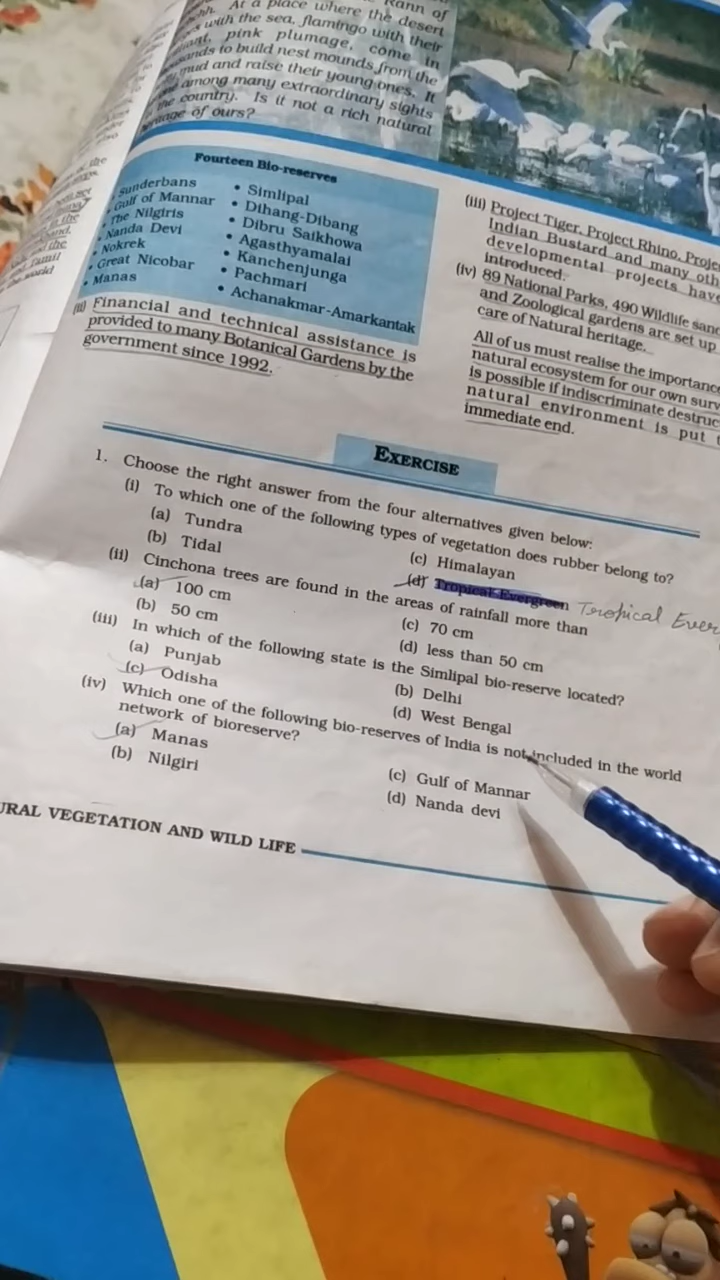 Rann of
At a place where the desert
with the sea, flamingo with their
pink plumage, come in
to build nest mounds from the
mud and raise their young ones. It
among many extraordinary sights
the country. Is it not a rich natural
of ours?
Fourteen Bio-reserves
• Sunderbans
• Gulf of Mannar
• The Nilgiris
• Nanda Devi
• Nokrek
• Great Nicobar
• Manas
• Simlipal
• Dihang-Dibang
• Dibru Saikhowa
• Agasthyamalai
• Kanchenjunga
• Pachmari
• Achanakmar-Amarkantak
(ii) Financial and technical assistance is
provided to many Botanical Gardens by the
government since 1992.
(iii) Project Tiger, Project Rhino, Proje
Indian Bustard and many oth
developmental projects have
introduced.
(iv) 89 National Parks, 490 Wildlife sanc
and Zoological gardens are set up
care of Natural heritage.
All of us must realise the importance
natural ecosystem for our own surv
is possible if indiscriminate destruc
natural environment is put t
immediate end.
EXERCISE
1. Choose the right answer from the four alternatives given below:
(i) To which one of the following types of vegetation does rubber belong to?
(a) Tundra
(c) Himalayan
(b) Tidal
(d) Tropical Evergreen Tropical Ever
(ii) Cinchona trees are found in the areas of rainfall more than
(a) 100 cm
(c) 70 cm
(b) 50 cm
(d) less than 50 cm
(iii) In which of the following state is the Simlipal bio-reserve located?
(a) Punjab
(b) Delhi
(c) Odisha
(d) West Bengal
(iv) Which one of the following bio-reserves of India is not included in the world
network of bioreserve?
(a) Manas
(c) Gulf of Mannar
(b) Nilgiri
(d) Nanda devi
URAL VEGETATION AND WILD LIFE